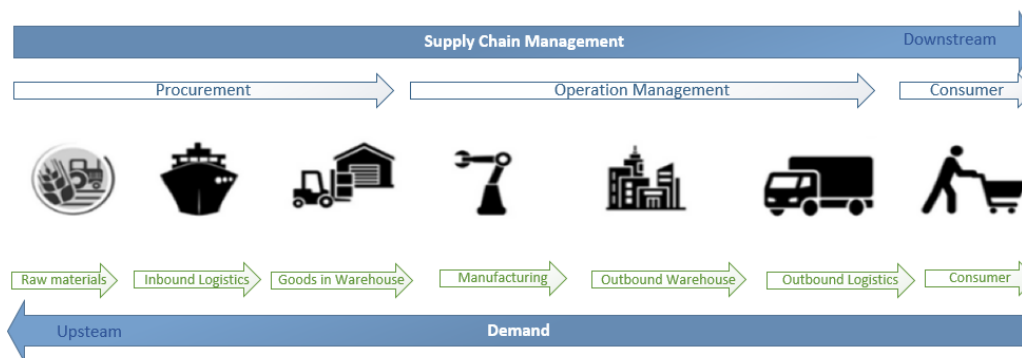 Supply Chain Management Downstream
Procurement Operation Management Consumer
Raw materials Inbound Logistics Goods in Warehouse Manufacturing Outbound Warehouse Outbound Logistics Consumer
Upsteam Demand